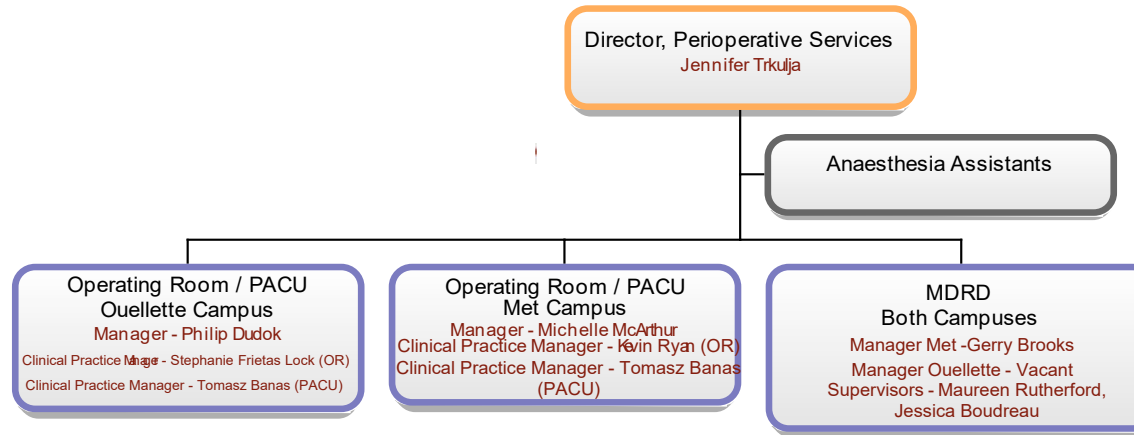 Director, Perioperative Services
Jennifer Trkulja
Anaesthesia Assistants
Operating Room / PACU
Ouellette Campus
Manager - Philip Dudok
Clinical Practice Manager - Stephanie Frietas Lock (OR)
Clinical Practice Manager - Tomasz Banas (PACU)
Operating Room / PACU
Met Campus
Manager - Michelle McArthur
Clinical Practice Manager - Kevin Ryan (OR)
Clinical Practice Manager - Tomasz Banas
(PACU)
MDRD
Both Campuses
Manager Met -Gerry Brooks
Manager Ouellette - Vacant
Supervisors - Maureen Rutherford,
Jessica Boudreau